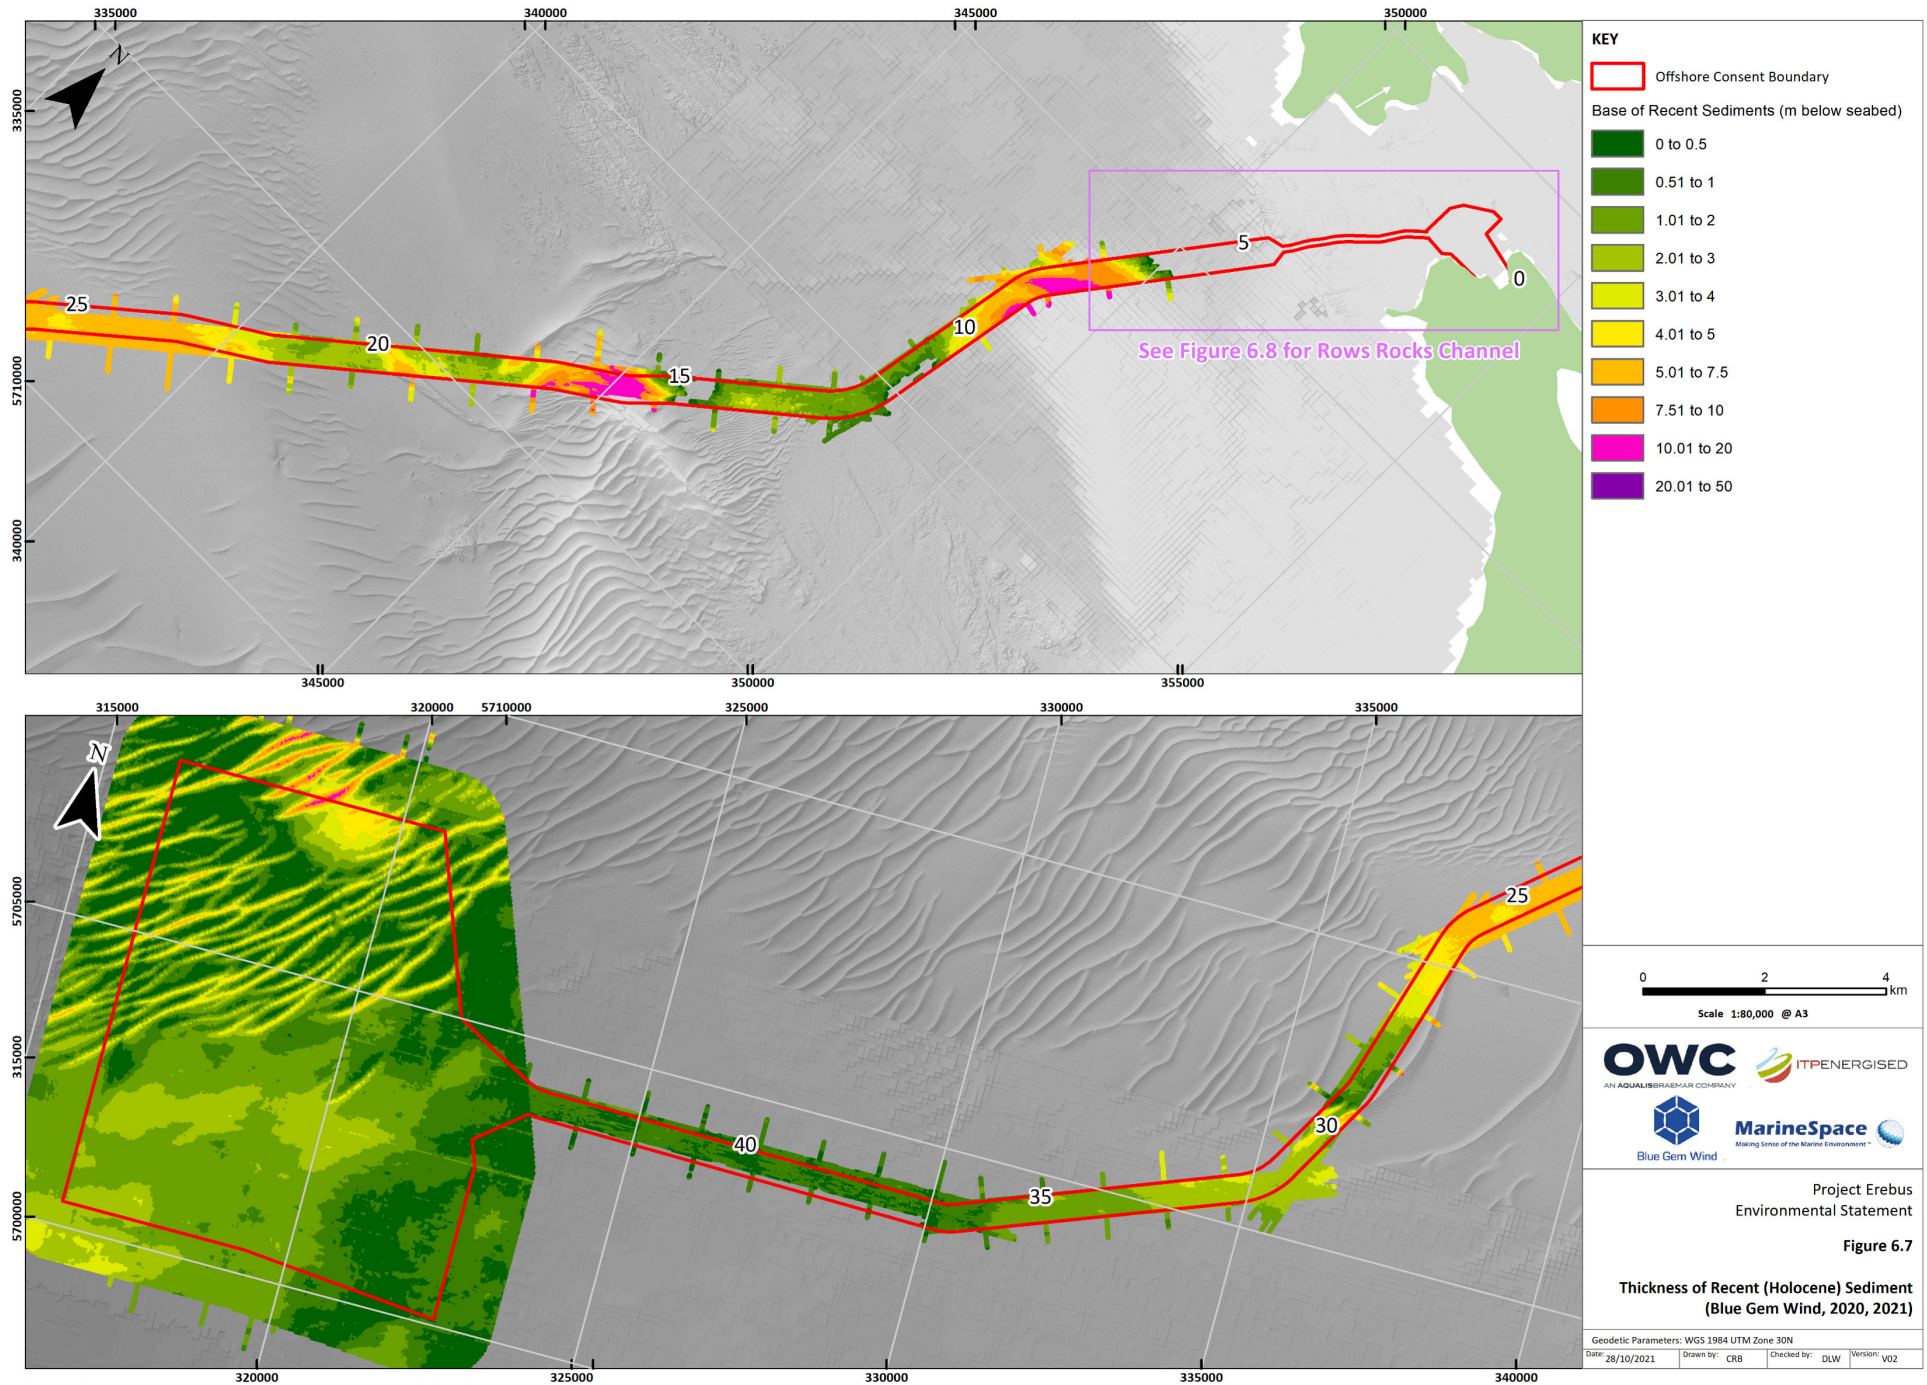 335000
340000
345000
350000
N
335000
5710000
340000
25
20
15
10
5
0
See Figure 6.8 for Rows Rocks Channel
345000
350000
355000
315000
320000
5710000
325000
330000
335000
N
5705000
315000
5700000
40
35
30
25
320000
325000
330000
335000
340000
KEY
Offshore Consent Boundary
Base of Recent Sediments (m below seabed)
0 to 0.5
0.51 to 1
1.01 to 2
2.01 to 3
3.01 to 4
4.01 to 5
5.01 to 7.5
7.51 to 10
10.01 to 20
20.01 to 50
0 2 4
km
Scale 1:80,000 @ A3
OWC
AN AQUALISBRAEMAR COMPANY
ITPENERGISED
Blue Gem Wind
MarineSpace
Making Sense of the Marine Environment™
Project Erebus
Environmental Statement
Figure 6.7
Thickness of Recent (Holocene) Sediment
(Blue Gem Wind, 2020, 2021)
Geodetic Parameters: WGS 1984 UTM Zone 30N
Date: 28/10/2021 Drawn by: CRB Checked by: DLW Version: V02